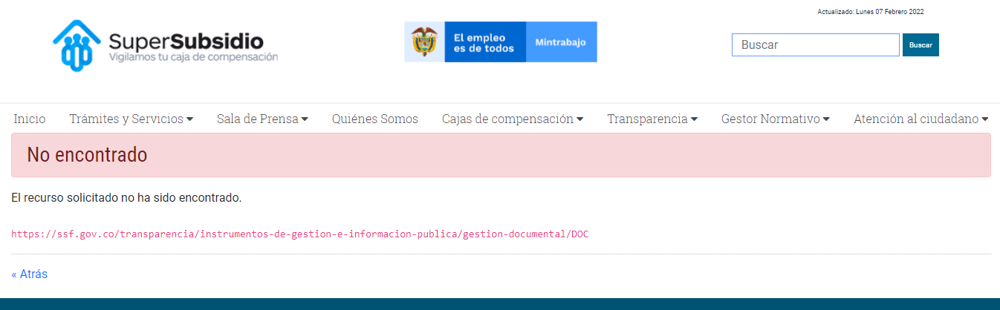 Actualizado: Lunes 07 Febrero 2022
SuperSubsidio
Vigilamos tu caja de compensación
El empleo
es de todos
Mintrabajo
Buscar
Buscar
Inicio
Trámites y Servicios
Sala de Prensa
Quiénes Somos
Cajas de compensación
Transparencia
Gestor Normativo
Atención al ciudadano
No encontrado
El recurso solicitado no ha sido encontrado.
https://ssf.gov.co/transparencia/instrumentos-de-gestion-e-informacion-publica/gestion-documental/DOC
« Atrás